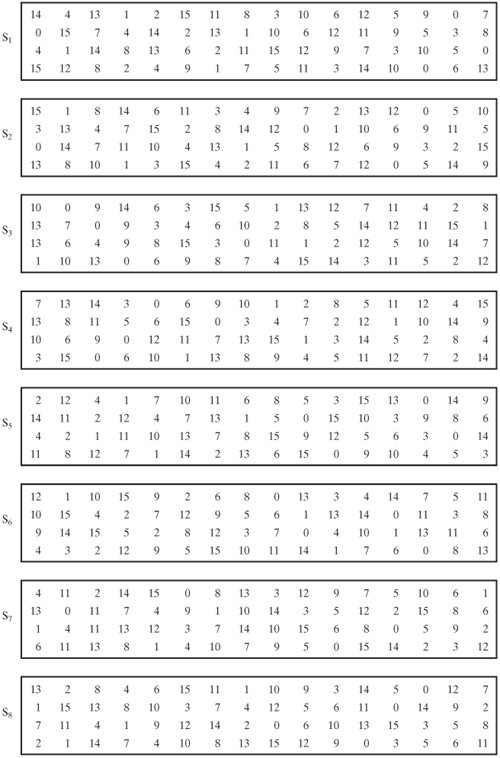 S1
14 4 13 1 2 15 11 8 3 10 6 12 5 9 0 7
0 15 7 4 14 2 13 1 10 6 12 11 9 5 3 8
4 1 14 8 13 6 2 11 15 12 9 7 3 10 5 0
15 12 8 2 4 9 1 7 5 11 3 14 10 0 6 13
S2
15 1 8 14 6 11 3 4 9 7 2 13 12 0 5 10
3 13 4 7 15 2 8 14 12 0 1 10 6 9 11 5
0 14 7 11 10 4 13 1 5 8 12 6 9 3 2 15
13 8 10 1 3 15 4 2 11 6 7 12 0 5 14 9
S3
10 0 9 14 6 3 15 5 1 13 12 7 11 4 2 8
13 7 0 9 3 4 6 10 2 8 5 14 12 11 15 1
13 6 4 9 8 15 3 0 11 1 2 12 5 10 14 7
1 10 13 0 6 9 8 7 4 15 14 3 11 5 2 12
S4
7 13 14 3 0 6 9 10 1 2 8 5 11 12 4 15
13 8 11 5 6 15 0 3 4 7 2 12 1 10 14 9
10 6 9 0 12 11 7 13 15 1 3 14 5 2 8 4
3 15 0 6 10 1 13 8 9 4 5 11 12 7 2 14
S5
2 12 4 1 7 10 11 6 8 5 3 15 13 0 14 9
14 11 2 12 4 7 13 1 5 0 15 10 3 9 8 6
4 2 1 11 10 13 7 8 15 9 12 5 6 3 0 14
11 8 12 7 1 14 2 13 6 15 0 9 10 4 5 3
S6
12 1 10 15 9 2 6 8 0 13 3 4 14 7 5 11
10 15 4 2 7 12 9 5 6 1 13 14 0 11 3 8
9 14 15 5 2 8 12 3 7 0 4 10 1 13 11 6
4 3 2 12 9 5 15 10 11 14 1 7 6 0 8 13
S7
4 11 2 14 15 0 8 13 3 12 9 7 5 10 6 1
13 0 11 7 4 9 1 10 14 3 5 12 2 15 8 6
1 4 11 13 12 3 7 14 10 15 6 8 0 5 9 2
6 11 13 8 1 4 10 7 9 5 0 15 14 2 3 12
S8
13 2 8 4 6 15 11 1 10 9 3 14 5 0 12 7
1 15 13 8 10 3 7 4 12 5 6 11 0 14 9 2
7 11 4 1 9 12 14 2 0 6 10 13 15 3 5 8
2 1 14 7 4 10 8 13 15 12 9 0 3 5 6 11